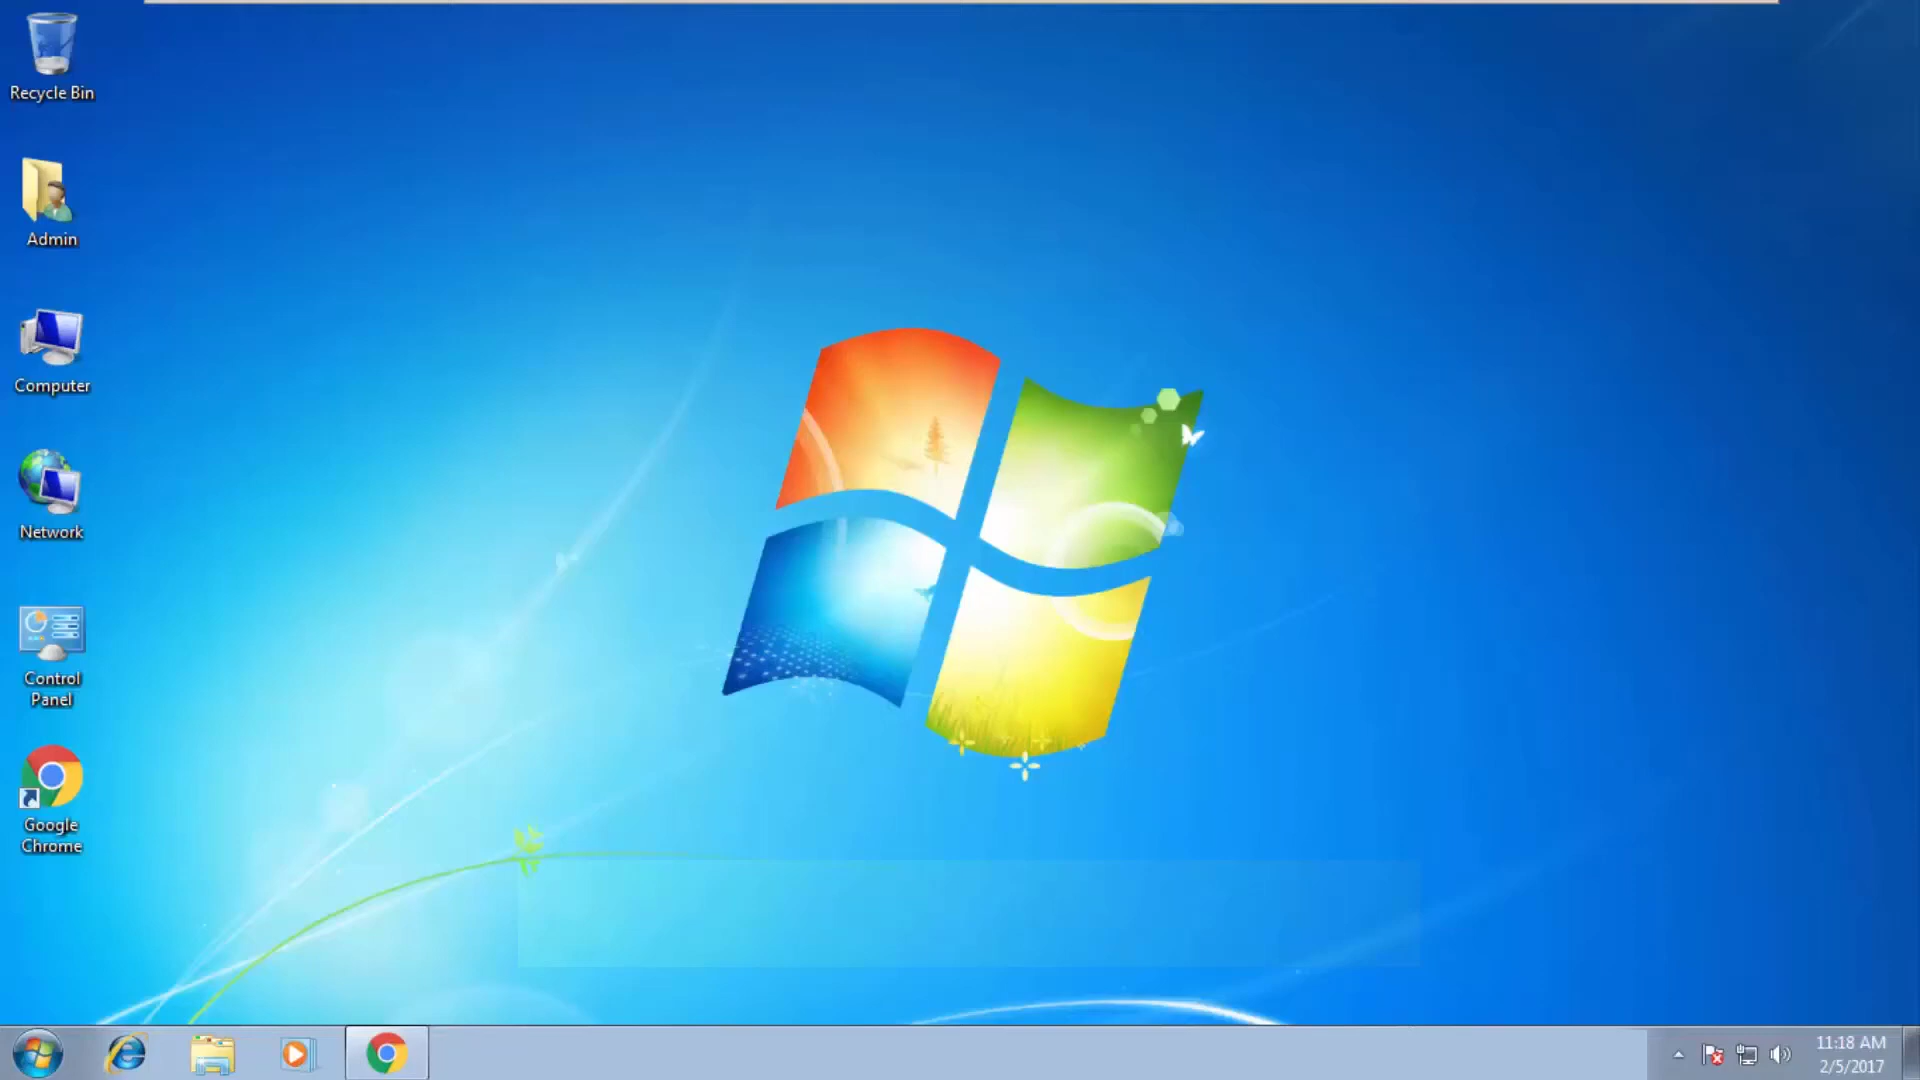 Recycle Bin
Admin
Computer
Network
Control
Panel
Google
Chrome
11:18 AM
2/5/2017